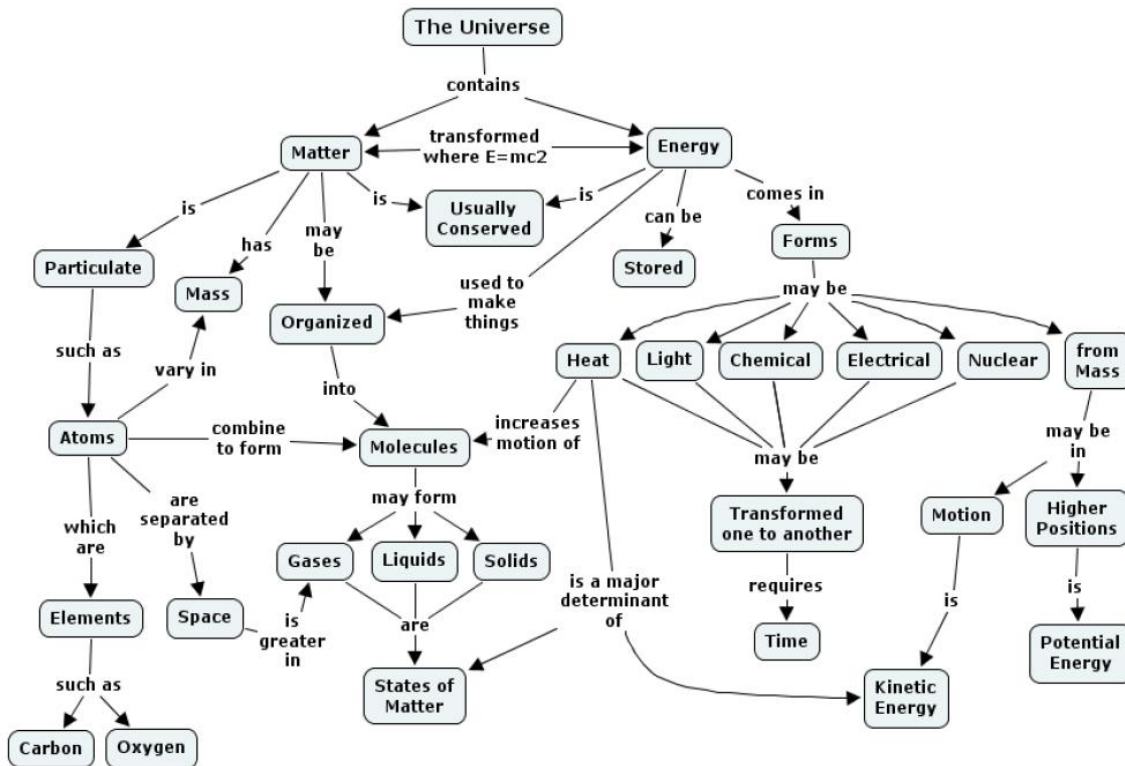 The Universe
contains
Matter
transformed
where E=mc2
Energy
is
has
may
be
is
Usually
Conserved
is
can be
comes in
Particulate
Mass
Organized
used to
make
things
Stored
Forms
such as
vary in
into
may be
Heat
Light
Chemical
Electrical
Nuclear
from
Mass
Atoms
combine
to form
Molecules
increases
motion of
may be
may be
in
which
are
are
separated
by
may form
Gases
Liquids
Solids
Transformed
one to another
Motion
Higher
Positions
Elements
Space
is
greater
in
are
is a major
determinant
of
requires
is
is
such as
States of
Matter
Time
Kinetic
Energy
Potential
Energy
Carbon
Oxygen